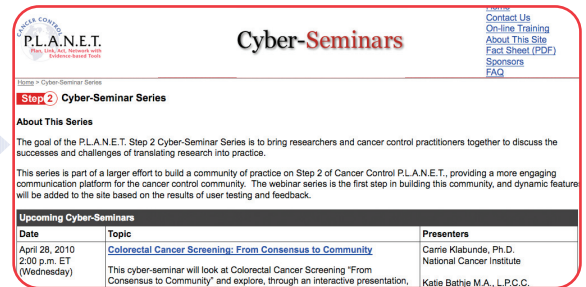 CANCER CONTROL
P.L.A.N.E.T.
Plan, Link, Act, Network with
Evidence-based Tools
Cyber-Seminars
Home
Contact Us
On-line Training
About This Site
Fact Sheet (PDF)
Sponsors
FAQ
Home > Cyber-Seminar Series
Step 2 Cyber-Seminar Series
About This Series
The goal of the P.L.A.N.E.T. Step 2 Cyber-Seminar Series is to bring researchers and cancer control practitioners together to discuss the
successes and challenges of translating research into practice.
This series is part of a larger effort to build a community of practice on Step 2 of Cancer Control P.L.A.N.E.T., providing a more engaging
communication platform for the cancer control community. The webinar series is the first step in building this community, and dynamic features
will be added to the site based on the results of user testing and feedback.
Upcoming Cyber-Seminars
Date Topic Presenters
April 28, 2010 Colorectal Cancer Screening: From Consensus to Community Carrie Klabunde, Ph.D.
2:00 p.m. ET National Cancer Institute
(Wednesday) This cyber-seminar will look at Colorectal Cancer Screening "From
Consensus to Community" and explore, through an interactive presentation, Katie Bathje M.A., L.P.C.C.